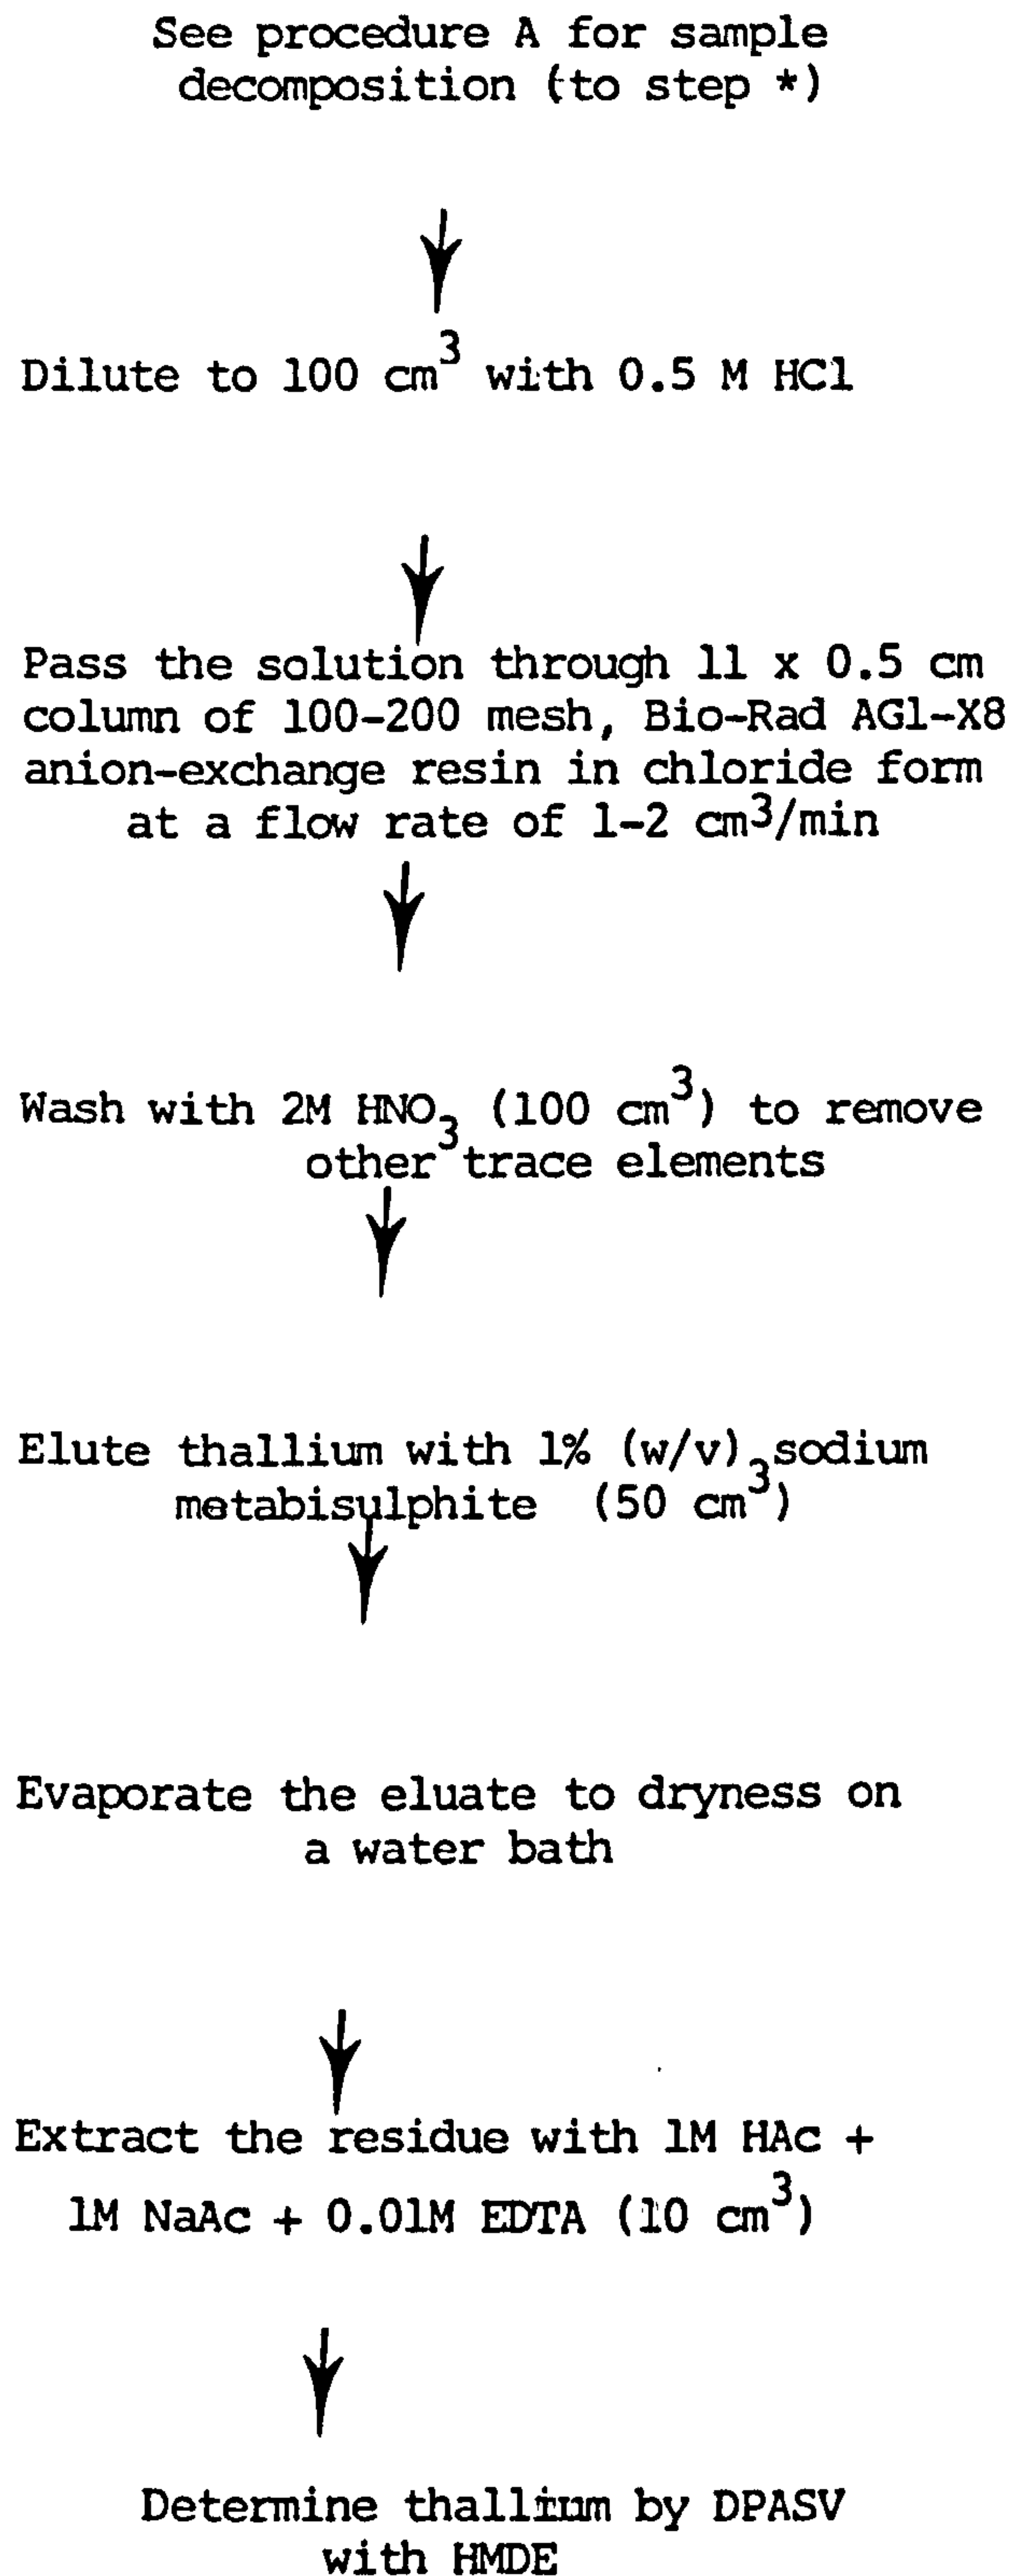 See procedure A for sample
decomposition (to step *)
Dilute to 100 cm³ with 0.5 M HCl
Pass the solution through 11 x 0.5 cm
column of 100-200 mesh, Bio-Rad AG1-X8
anion-exchange resin in chloride form
at a flow rate of 1-2 cm³/min
Wash with 2M HNO₃ (100 cm³) to remove
other trace elements
Elute thallium with 1% (w/v) sodium
metabisulphite (50 cm³)
Evaporate the eluate to dryness on
a water bath
Extract the residue with 1M HAc +
1M NaAc + 0.01M EDTA (10 cm³)
Determine thallium by DPASV
with HMDE